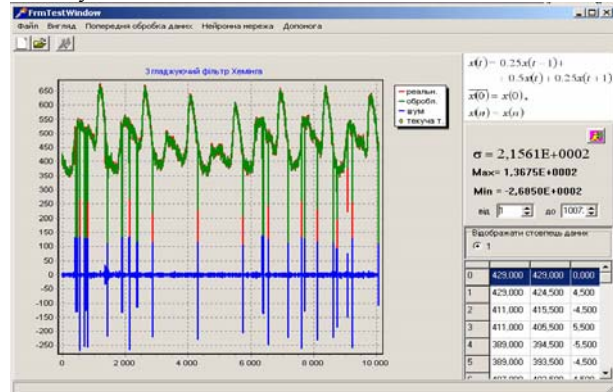 FrmTestWindow
Файл Вигляд Попередня обробка даних Нейронна мережа Допомога
Згладжуючий фільтр Хемінга
650
600
550
500
450
400
350
300
250
200
150
100
50
0
-50
-100
-150
-200
-250
0 2 000 4 000 6 000 8 000 10 000
реальн.
обробл.
шум
текуча т.
x(t) = 0.25x(t − 1) +
+ 0.5x(t) + 0.25x(t + 1)
x(0) = x(0),
x(n) = x(n)
σ = 2,1561E+0002
Max= 1,3675E+0002
Min = -2,6850E+0002
від до 1007
Відображати стовпець даних
1
0 429,000 429,000 0,000
1 429,000 424,500 4,500
2 411,000 415,500 -4,500
3 411,000 405,500 5,500
4 389,000 394,500 -5,500
5 389,000 393,500 -4,500